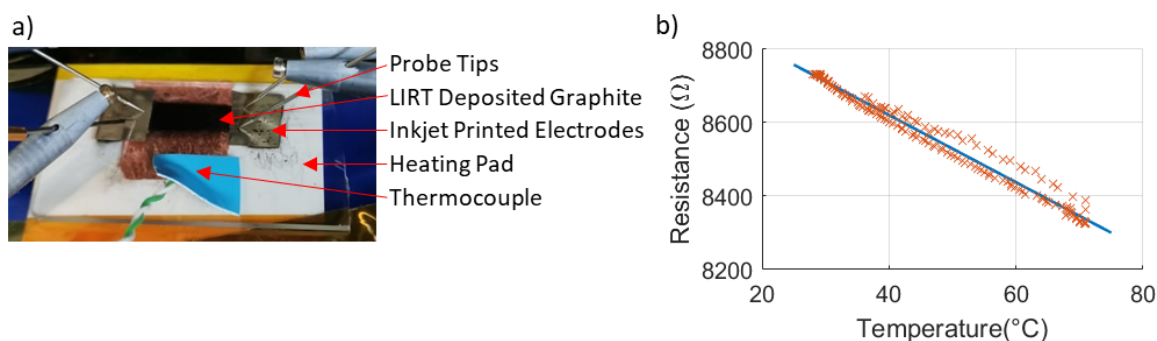 a)
Probe Tips
LIRT Deposited Graphite
Inkjet Printed Electrodes
Heating Pad
Thermocouple
b)
Resistance (Ω)
8800
8600
8400
8200
20 40 60 80
Temperature(°C)